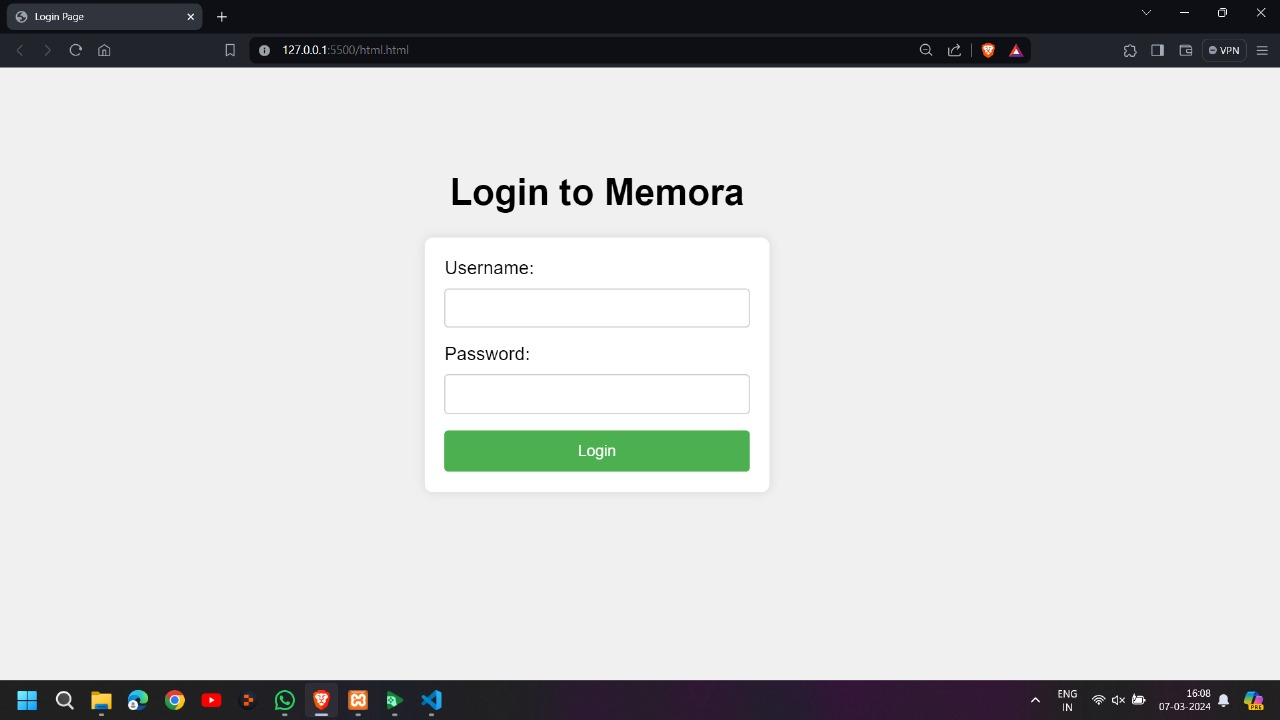 Login Page
127.0.0.1:5500/html.html
VPN
Login to Memora
Username:
Password:
Login
ENG
IN
16:08
07-03-2024
PRE